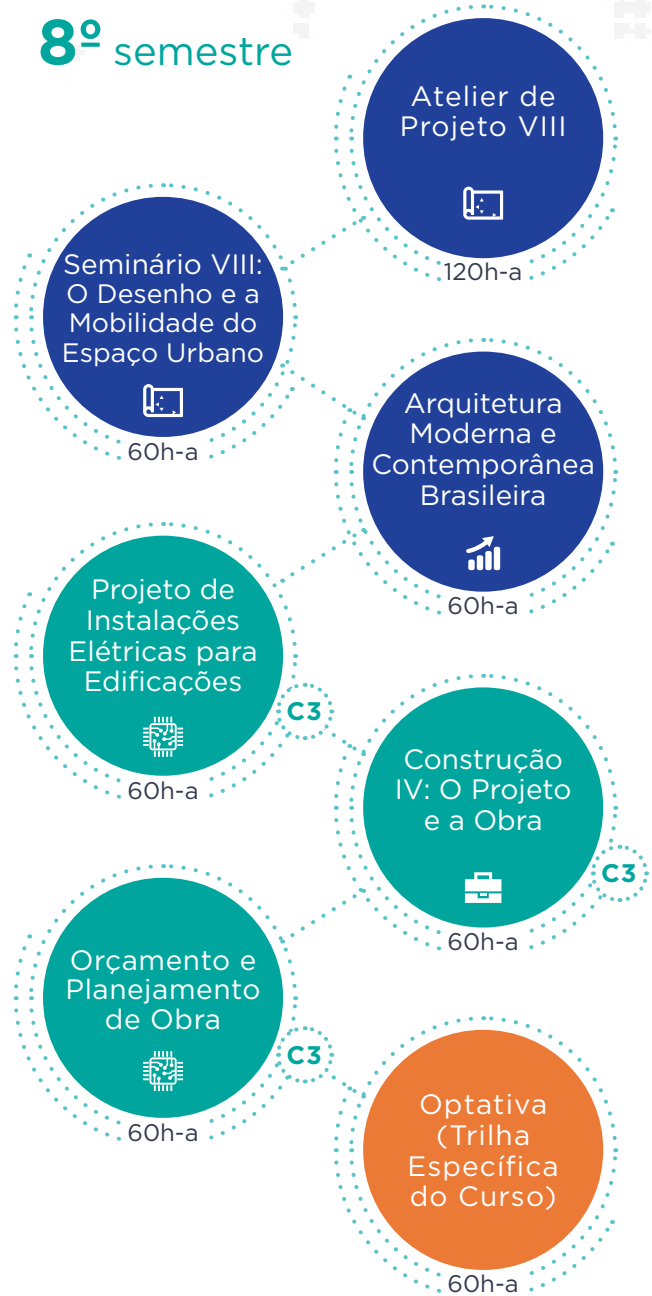 8º semestre
Atelier de
Projeto VIII
120h-a
Seminário VIII:
O Desenho e a
Mobilidade do
Espaço Urbano
60h-a
Arquitetura
Moderna e
Contemporânea
Brasileira
60h-a
Projeto de
Instalações
Elétricas para
Edificações
C3
60h-a
Construção
IV: O Projeto
e a Obra
C3
60h-a
Orçamento e
Planejamento
de Obra
C3
60h-a
Optativa
(Trilha
Específica
do Curso)
60h-a